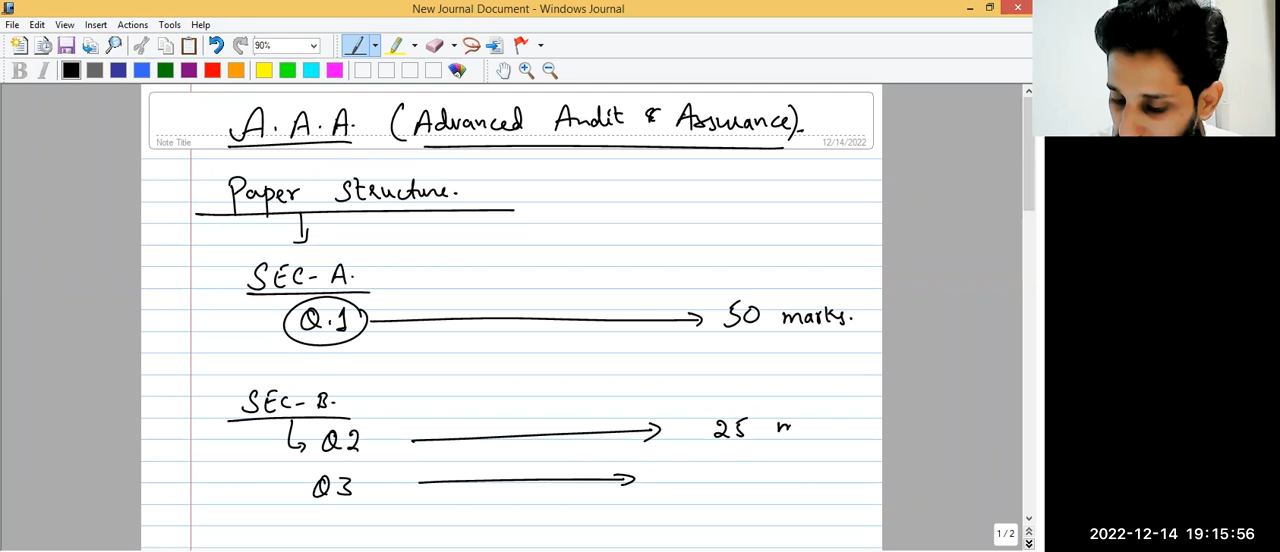 New Journal Document - Windows Journal
File Edit View Insert Actions Tools Help
90%
B I
A.A.A. (Advanced Audit & Assurance).
Note Title 12/14/2022
Paper Structure.
SEC-A.
Q.1 50 marks.
SEC-B.
Q2 25 m
Q3
1/2
2022-12-14 19:15:56